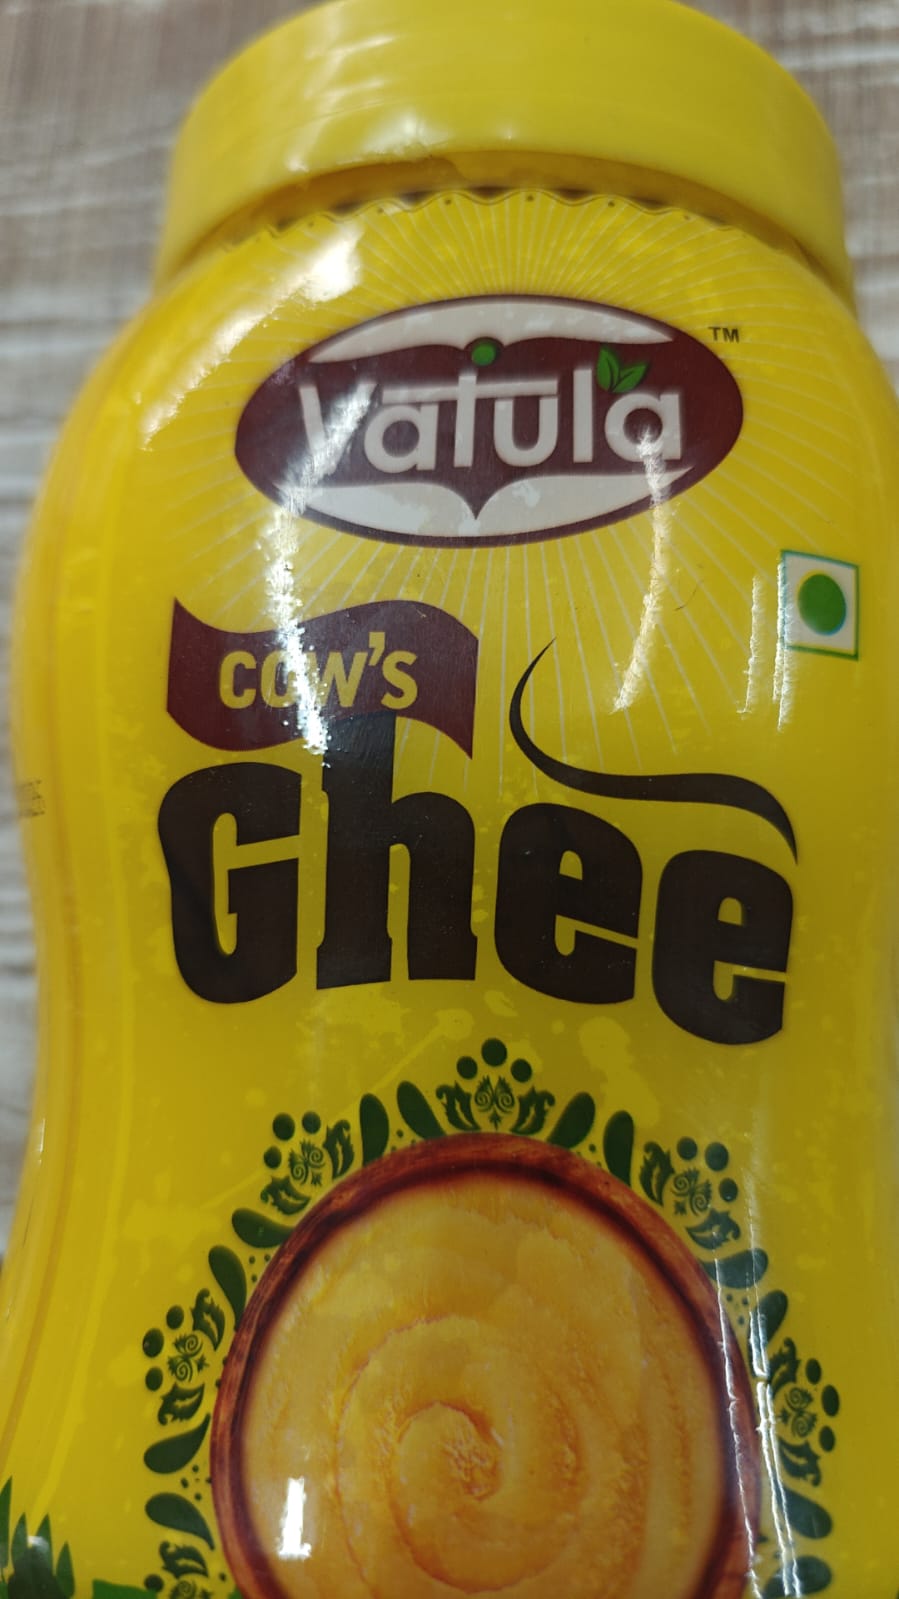 Vatula
TM
cow's
Ghee